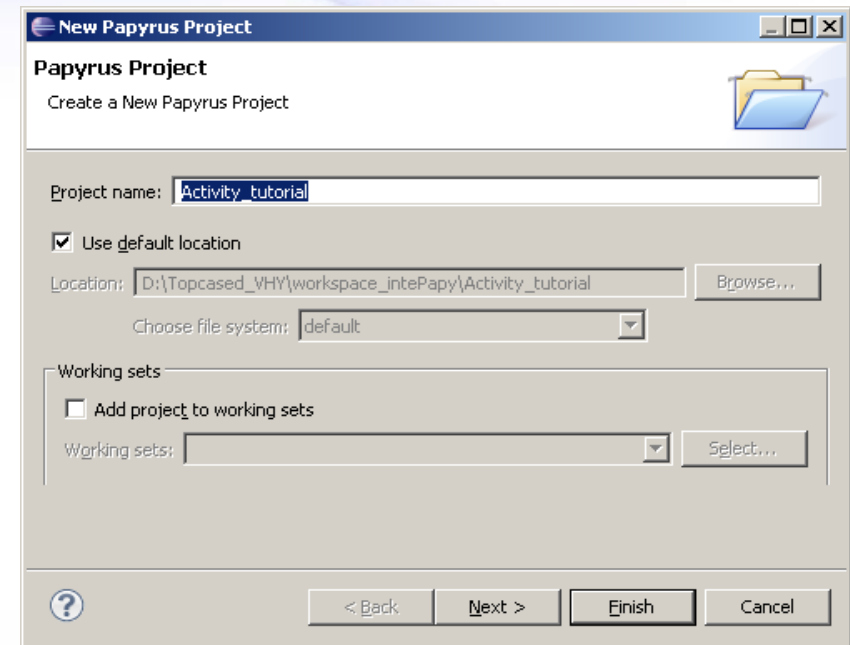 New Papyrus Project
Papyrus Project
Create a New Papyrus Project
Project name: Activity_tutorial
Use default location
Location: D:\Topcased_VHY\workspace_intePapy\Activity_tutorial Browse...
Choose file system: default
Working sets
Add project to working sets
Working sets: Select...
? < Back Next > Finish Cancel